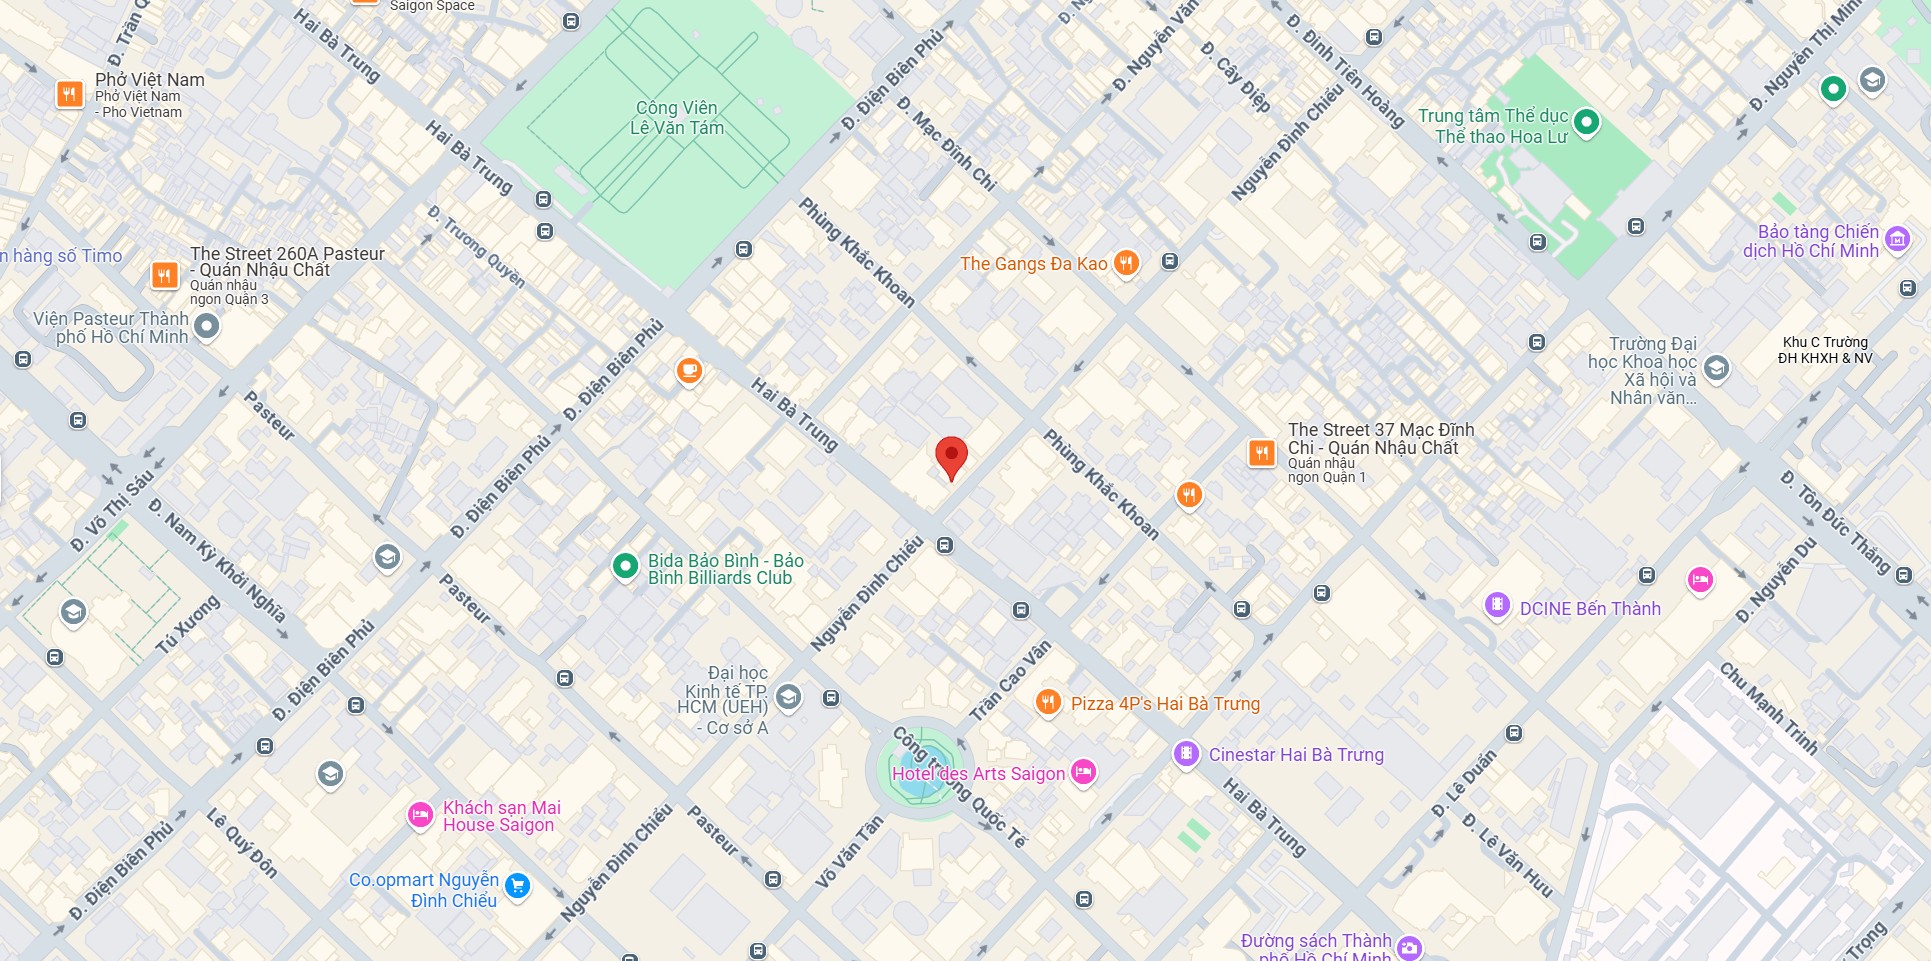 Saigon Space
Đ. Trần Q
Hai Bà Trưng
Phở Việt Nam
Phở Việt Nam
- Pho Vietnam
Công Viên
Lê Văn Tám
Đ. Điện Biên Phủ
Đ. Nguyễn Văn
Đ. Cây Điệp
Đ. Đinh Tiên Hoàng
Đ. Nguyễn Thị Minh
Trung tâm Thể dục
Thể thao Hoa Lư
Hai Bà Trưng
Đ. Mạc Đĩnh Chi
Nguyễn Đình Chiểu
Đ. Trương Quyền
Phùng Khắc Khoan
n hàng số Timo
The Street 260A Pasteur
- Quán Nhậu Chất
Quán nhậu
ngon Quận 3
The Gangs Đa Kao
Bảo tàng Chiến
dịch Hồ Chí Minh
Viện Pasteur Thành
phố Hồ Chí Minh
Đ. Điện Biên Phủ
Trường Đại
học Khoa học
Xã hội và
Nhân văn...
Khu C Trường
ĐH KHXH & NV
Pasteur
Hai Bà Trưng
Phùng Khắc Khoan
The Street 37 Mạc Đĩnh
Chi - Quán Nhậu Chất
Quán nhậu
ngon Quận 1
Đ. Võ Thị Sáu
Đ. Nam Kỳ Khởi Nghĩa
Đ. Điện Biên Phủ
Đ. Tôn Đức Thắng
Bida Bảo Bình - Bảo
Bình Billiards Club
Nguyễn Đình Chiểu
Pasteur
Tú Xương
DCINE Bến Thành
Đ. Nguyễn Du
Đ. Điện Biên Phủ
Đại học
Kinh tế TP.
HCM (UEH)
- Cơ sở A
Trần Cao Vân
Pizza 4P's Hai Bà Trưng
Chu Mạnh Trinh
Công trường Quốc Tế
Hotel des Arts Saigon
Cinestar Hai Bà Trưng
Khách sạn Mai
House Saigon
Lê Quý Đôn
Pasteur
Võ Văn Tần
Hai Bà Trưng
Đ. Lê Duẩn
Đ. Lê Văn Hưu
Đ. Điện Biên Phủ
Co.opmart Nguyễn
Đình Chiểu
Nguyễn Đình Chiểu
Đường sách Thành
phố Hồ Chí Minh
Trọng